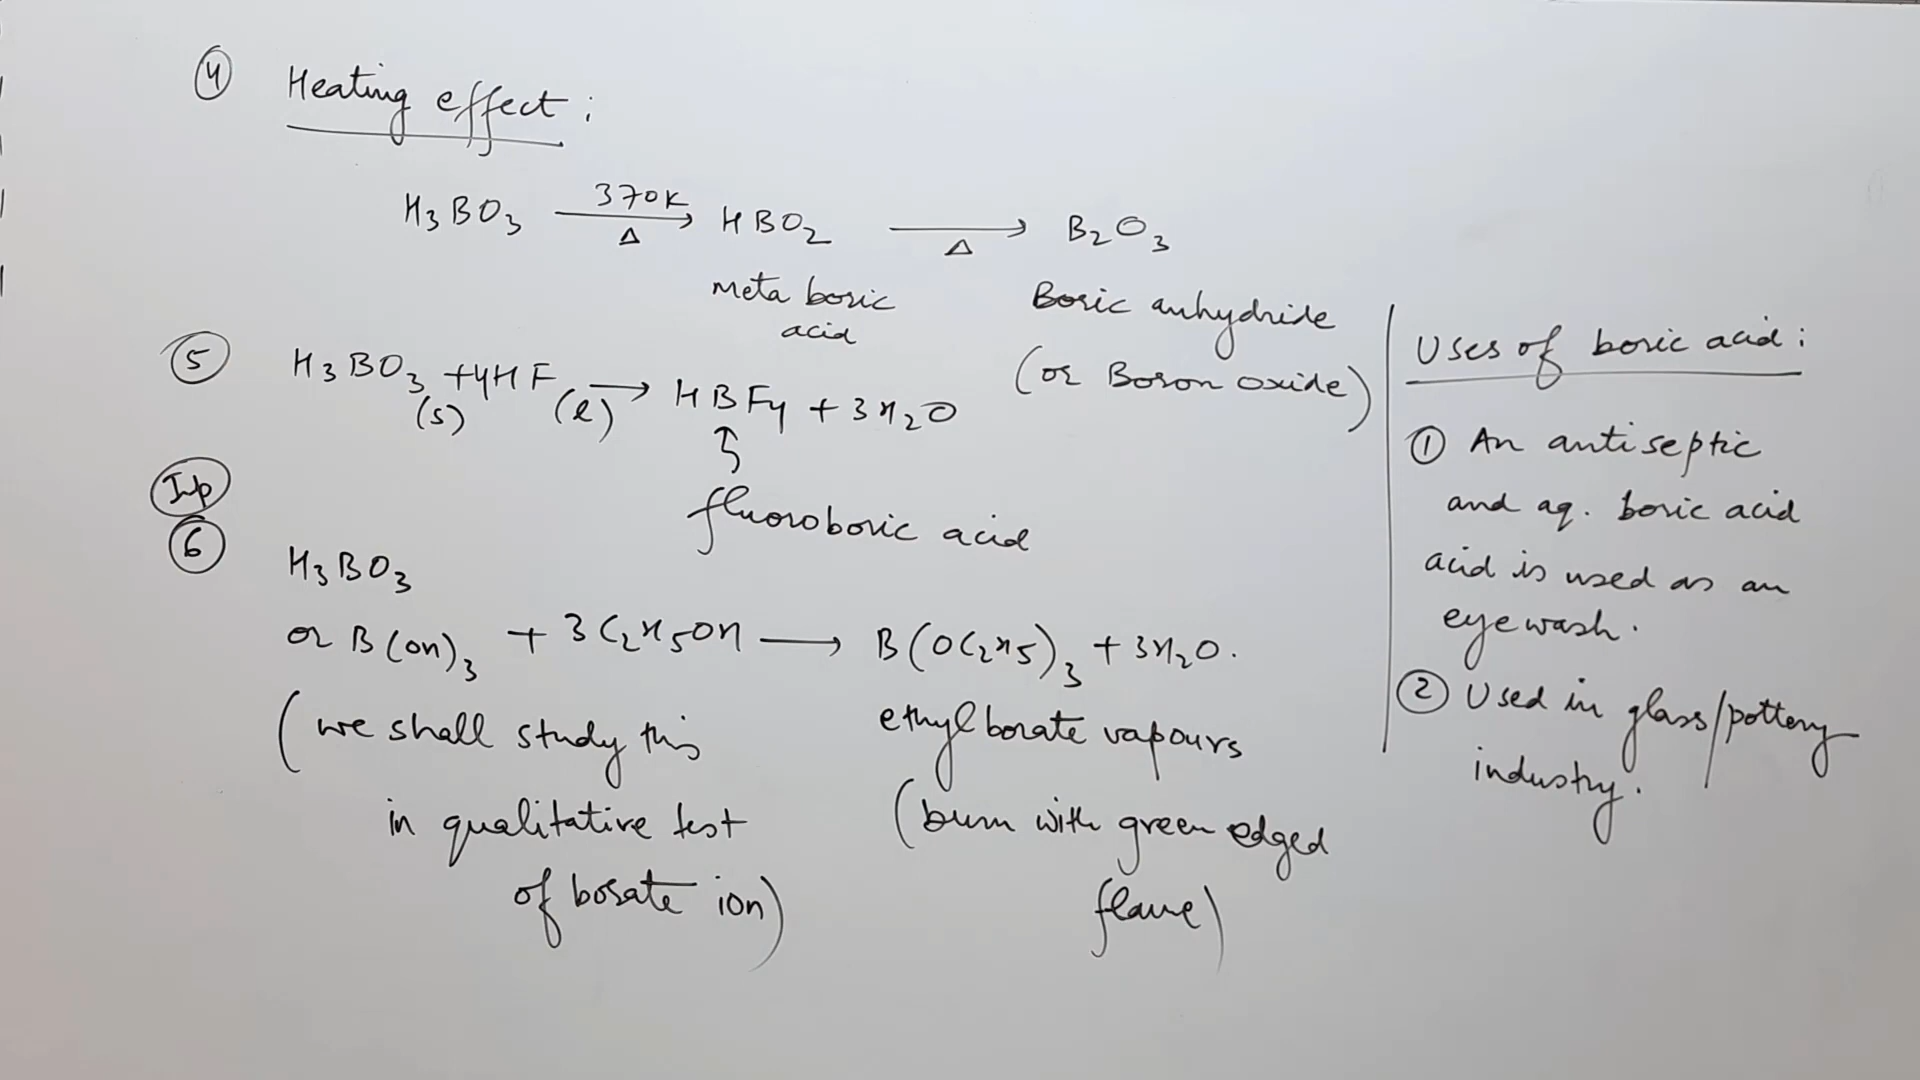 ④ Heating effect :
H₃BO₃ —370K/Δ→ HBO₂ —Δ→ B₂O₃
meta boric
acid
Boric anhydride
(or Boron oxide)
⑤ H₃BO₃ (s) + 4HF (l) → HBF₄ + 3H₂O
↑
fluoroboric acid
Imp
⑥ H₃BO₃
or B(OH)₃ + 3C₂H₅OH → B(OC₂H₅)₃ + 3H₂O.
(we shall study this
in qualitative test
of borate ion)
ethyl borate vapours
(burn with green edged
flame)
Uses of boric acid :
① An antiseptic
and aq. boric acid
acid is used as an
eyewash.
② Used in glass/pottery
industry.